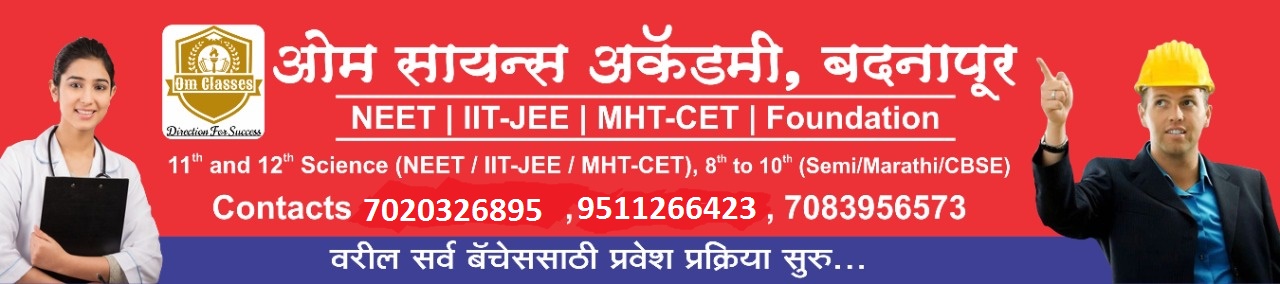 Om Classes
Direction For Success
ओम सायन्स अकॅडमी, बदनापूर
NEET | IIT-JEE | MHT-CET | Foundation
11th and 12th Science (NEET / IIT-JEE / MHT-CET), 8th to 10th (Semi/Marathi/CBSE)
Contacts 7020326895 ,9511266423 , 7083956573
वरील सर्व बॅचेससाठी प्रवेश प्रक्रिया सुरु...